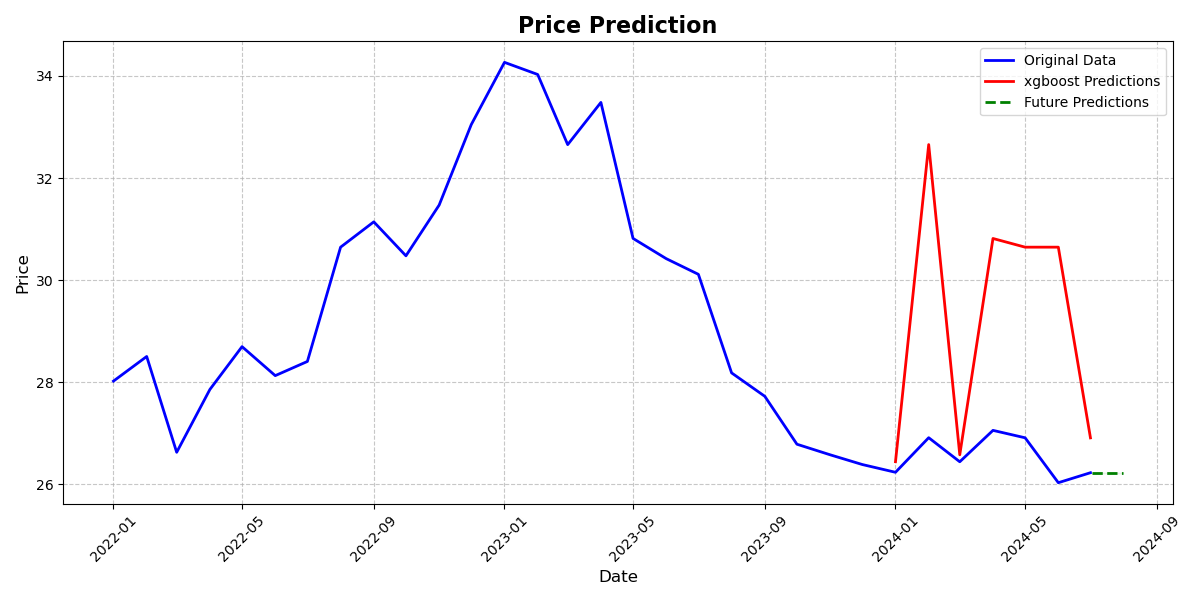 Price Prediction
Original Data
xgboost Predictions
Future Predictions
Price
34
32
30
28
26
2022-01
2022-05
2022-09
2023-01
2023-05
2023-09
2024-01
2024-05
2024-09
Date